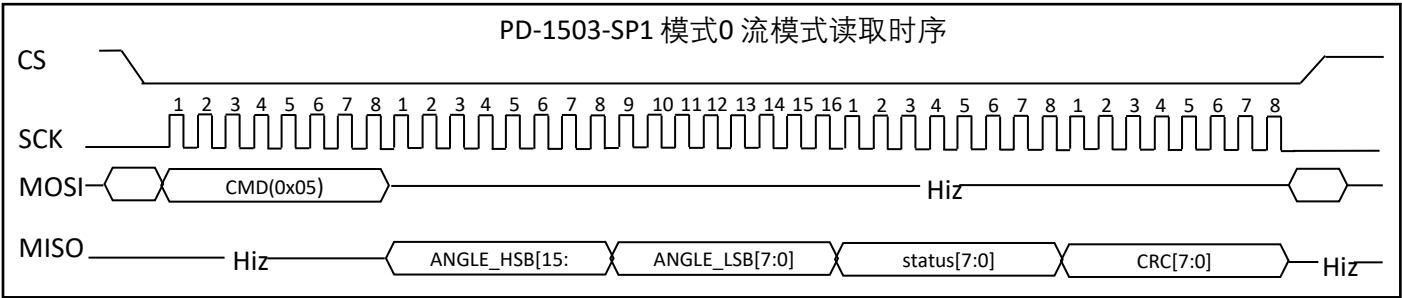 PD-1503-SP1 模式0 流模式读取时序
CS
1 2 3 4 5 6 7 8 1 2 3 4 5 6 7 8 9 10 11 12 13 14 15 16 1 2 3 4 5 6 7 8 1 2 3 4 5 6 7 8
SCK
MOSI CMD(0x05) Hiz
MISO Hiz ANGLE_HSB[15: ANGLE_LSB[7:0] status[7:0] CRC[7:0] Hiz